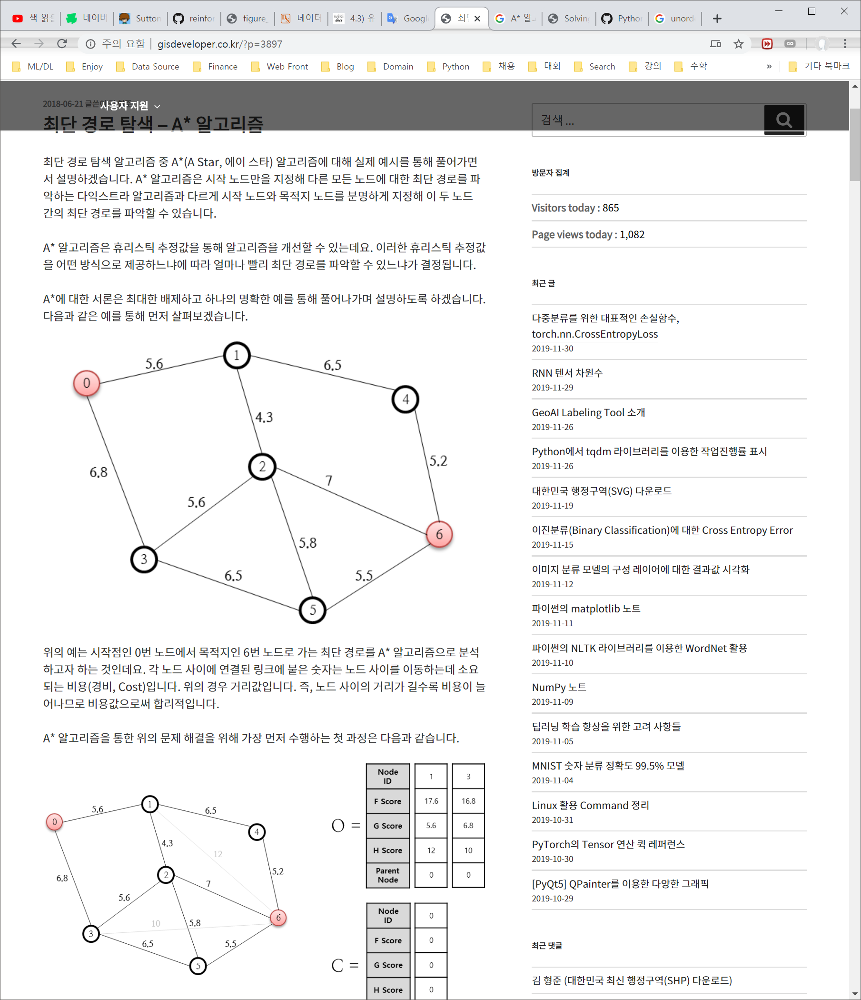 책 읽을
네이버
Sutton
reinfor
figure_
데이터
4.3) 유
Google
최단
A* 알고
Solving
Python
unord
주의 요함
gisdeveloper.co.kr/?p=3897
ML/DL
Enjoy
Data Source
Finance
Web Front
Blog
Domain
Python
채용
대회
Search
강의
수학
»
기타 북마크
2018-06-21 글쓴이
사용자 지원
최단 경로 탐색 – A* 알고리즘
최단 경로 탐색 알고리즘 중 A*(A Star, 에이 스타) 알고리즘에 대해 실제 예시를 통해 풀어가면
서 설명하겠습니다. A* 알고리즘은 시작 노드만을 지정해 다른 모든 노드에 대한 최단 경로를 파
악하는 다익스트라 알고리즘과 다르게 시작 노드와 목적지 노드를 분명하게 지정해 이 두 노드
간의 최단 경로를 파악할 수 있습니다.
A* 알고리즘은 휴리스틱 추정값을 통해 알고리즘을 개선할 수 있는데요. 이러한 휴리스틱 추정값
을 어떤 방식으로 제공하느냐에 따라 얼마나 빨리 최단 경로를 파악할 수 있느냐가 결정됩니다.
A*에 대한 서론은 최대한 배제하고 하나의 명확한 예를 통해 풀어나가며 설명하도록 하겠습니다.
다음과 같은 예를 통해 먼저 살펴보겠습니다.
0
1
2
3
4
5
6
5.6
6.5
4.3
6.8
5.2
7
5.6
5.8
6.5
5.5
위의 예는 시작점인 0번 노드에서 목적지인 6번 노드로 가는 최단 경로를 A* 알고리즘으로 분석
하고자 하는 것인데요. 각 노드 사이에 연결된 링크에 붙은 숫자는 노드 사이를 이동하는데 소요
되는 비용(경비, Cost)입니다. 위의 경우 거리값입니다. 즉, 노드 사이의 거리가 길수록 비용이 늘
어나므로 비용값으로써 합리적입니다.
A* 알고리즘을 통한 위의 문제 해결을 위해 가장 먼저 수행하는 첫 과정은 다음과 같습니다.
0
1
2
3
4
5
6
5.6
6.5
4.3
12
6.8
5.2
7
5.6
10
5.8
6.5
5.5
O =
Node ID 1 3
F Score 17.6 16.8
G Score 5.6 6.8
H Score 12 10
Parent Node 0 0
C =
Node ID 0
F Score 0
G Score 0
H Score 0
검색 ...
방문자 집계
Visitors today : 865
Page views today : 1,082
최근 글
다중분류를 위한 대표적인 손실함수,
torch.nn.CrossEntropyLoss
2019-11-30
RNN 텐서 차원수
2019-11-29
GeoAI Labeling Tool 소개
2019-11-26
Python에서 tqdm 라이브러리를 이용한 작업진행률 표시
2019-11-26
대한민국 행정구역(SVG) 다운로드
2019-11-19
이진분류(Binary Classification)에 대한 Cross Entropy Error
2019-11-15
이미지 분류 모델의 구성 레이어에 대한 결과값 시각화
2019-11-12
파이썬의 matplotlib 노트
2019-11-11
파이썬의 NLTK 라이브러리를 이용한 WordNet 활용
2019-11-10
NumPy 노트
2019-11-09
딥러닝 학습 향상을 위한 고려 사항들
2019-11-05
MNIST 숫자 분류 정확도 99.5% 모델
2019-11-04
Linux 활용 Command 정리
2019-10-31
PyTorch의 Tensor 연산 퀵 레퍼런스
2019-10-30
[PyQt5] QPainter를 이용한 다양한 그래픽
2019-10-29
최근 댓글
김 형준 (대한민국 최신 행정구역(SHP) 다운로드)